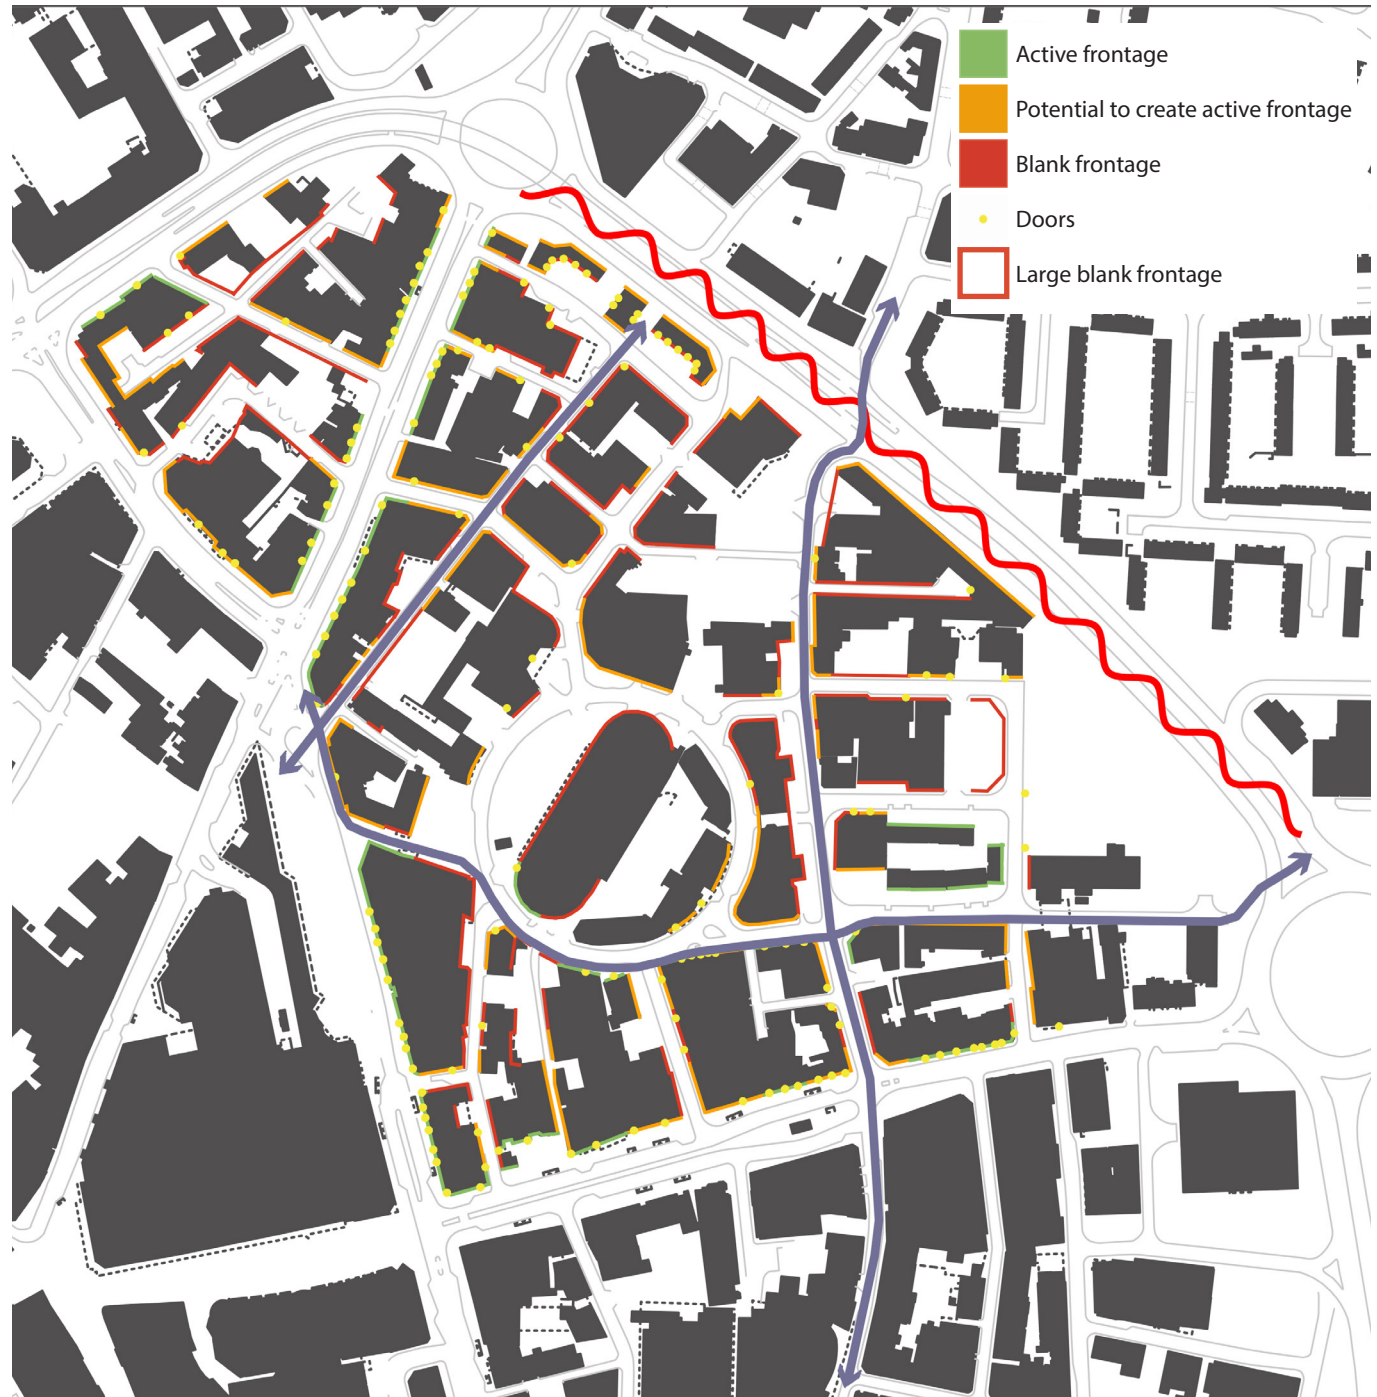 Active frontage
Potential to create active frontage
Blank frontage
Doors
Large blank frontage